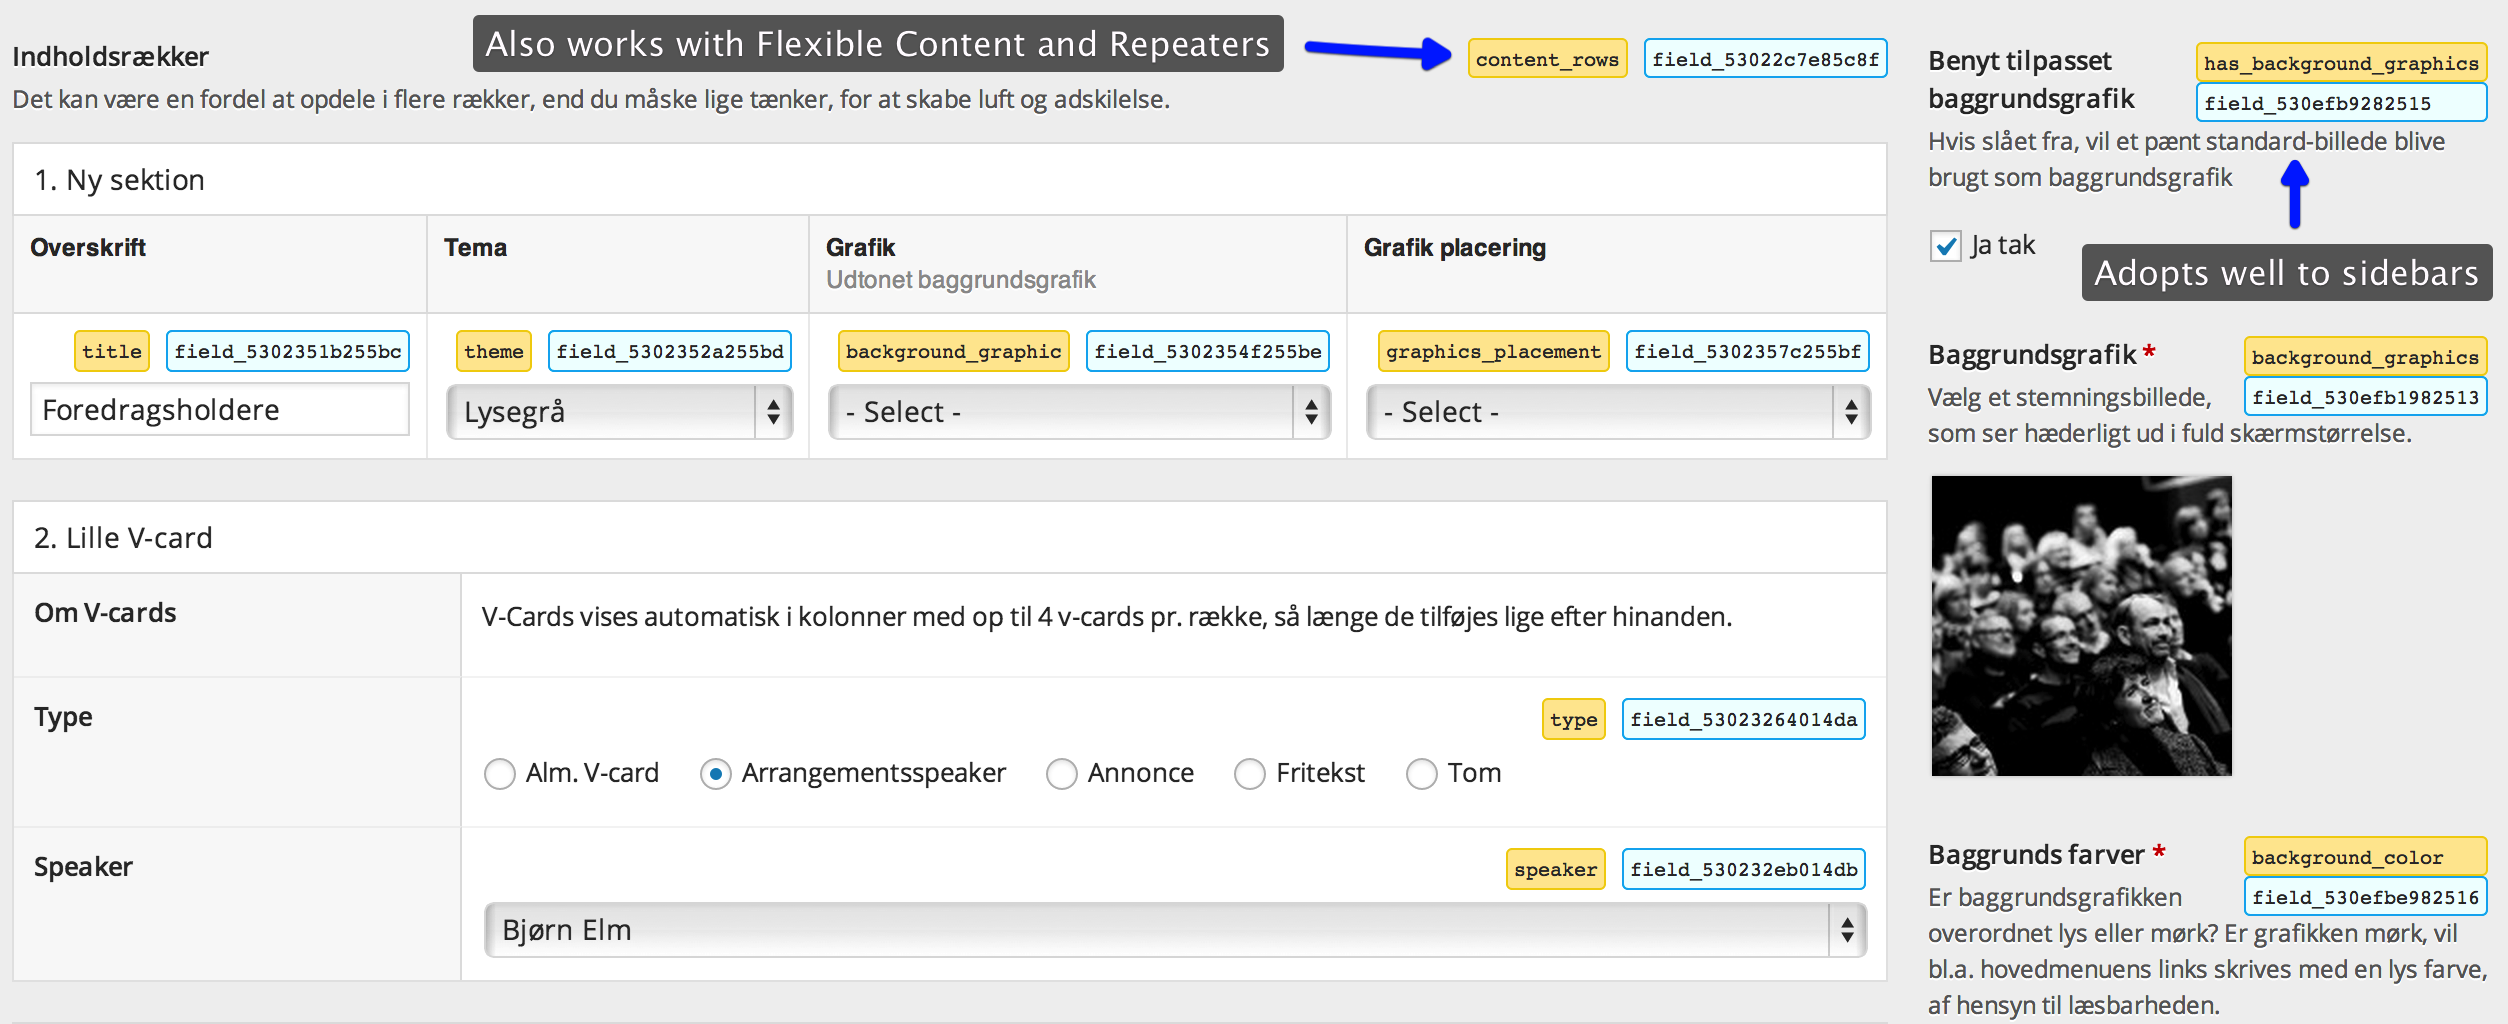 Indholdsrækker
Also works with Flexible Content and Repeaters
content_rows field_53022c7e85c8f
Det kan være en fordel at opdele i flere rækker, end du måske lige tænker, for at skabe luft og adskilelse.
1. Ny sektion
Overskrift Tema Grafik Grafik placering
Udtonet baggrundsgrafik
title field_5302351b255bc theme field_5302352a255bd background_graphic field_5302354f255be graphics_placement field_5302357c255bf
Foredragsholdere Lysegrå - Select - - Select -
2. Lille V-card
Om V-cards V-Cards vises automatisk i kolonner med op til 4 v-cards pr. række, så længe de tilføjes lige efter hinanden.
Type type field_53023264014da
Alm. V-card Arrangementsspeaker Annonce Fritekst Tom
Speaker speaker field_530232eb014db
Bjørn Elm
Benyt tilpasset has_background_graphics
baggrundsgrafik field_530efb9282515
Hvis slået fra, vil et pænt standard-billede blive
brugt som baggrundsgrafik
Ja tak
Adopts well to sidebars
Baggrundsgrafik * background_graphics
Vælg et stemningsbillede, field_530efb1982513
som ser hæderligt ud i fuld skærmstørrelse.
Baggrunds farver * background_color
Er baggrundsgrafikken field_530efbe982516
overordnet lys eller mørk? Er grafikken mørk, vil
bl.a. hovedmenuens links skrives med en lys farve,
af hensyn til læsbarheden.